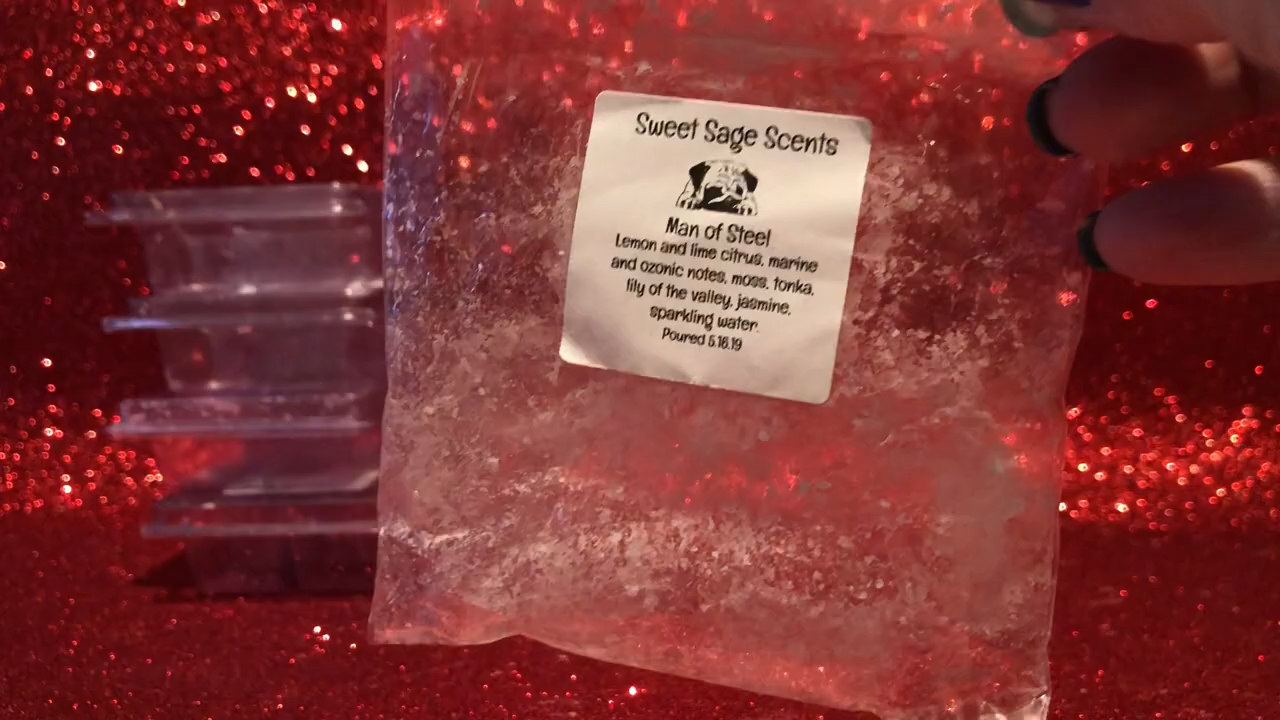 Sweet Sage Scents
Man of Steel
Lemon and lime citrus, marine
and ozonic notes, moss, tonka,
lily of the valley, jasmine,
sparkling water.
Poured 5.16.19